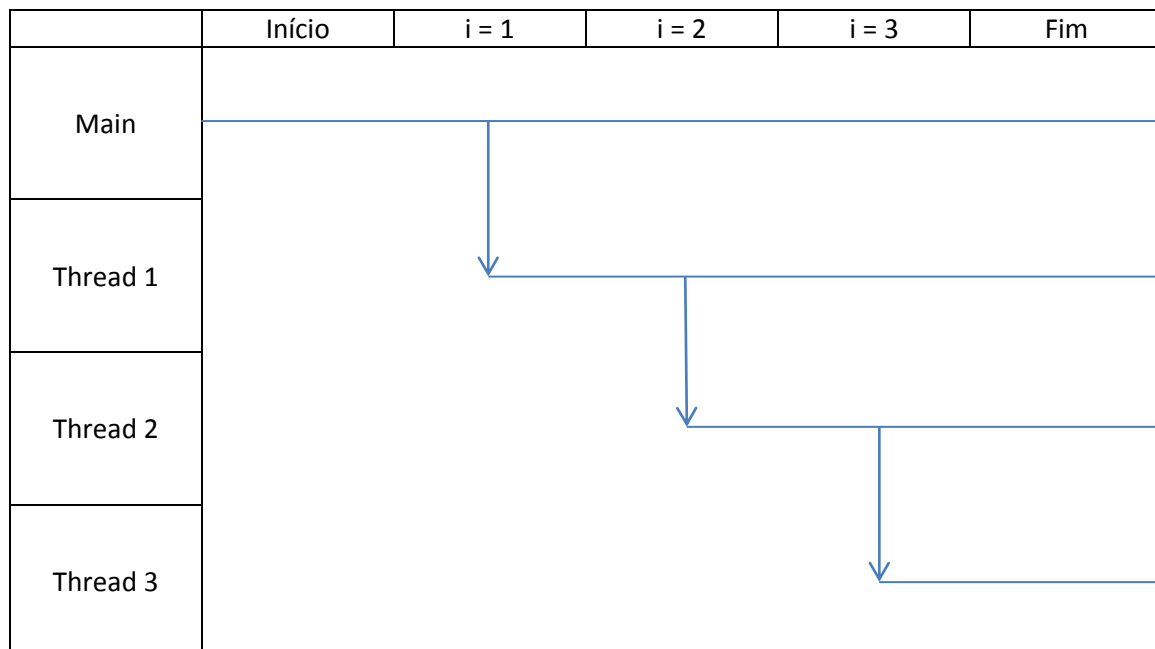 Início i = 1 i = 2 i = 3 Fim
Main
Thread 1
Thread 2
Thread 3